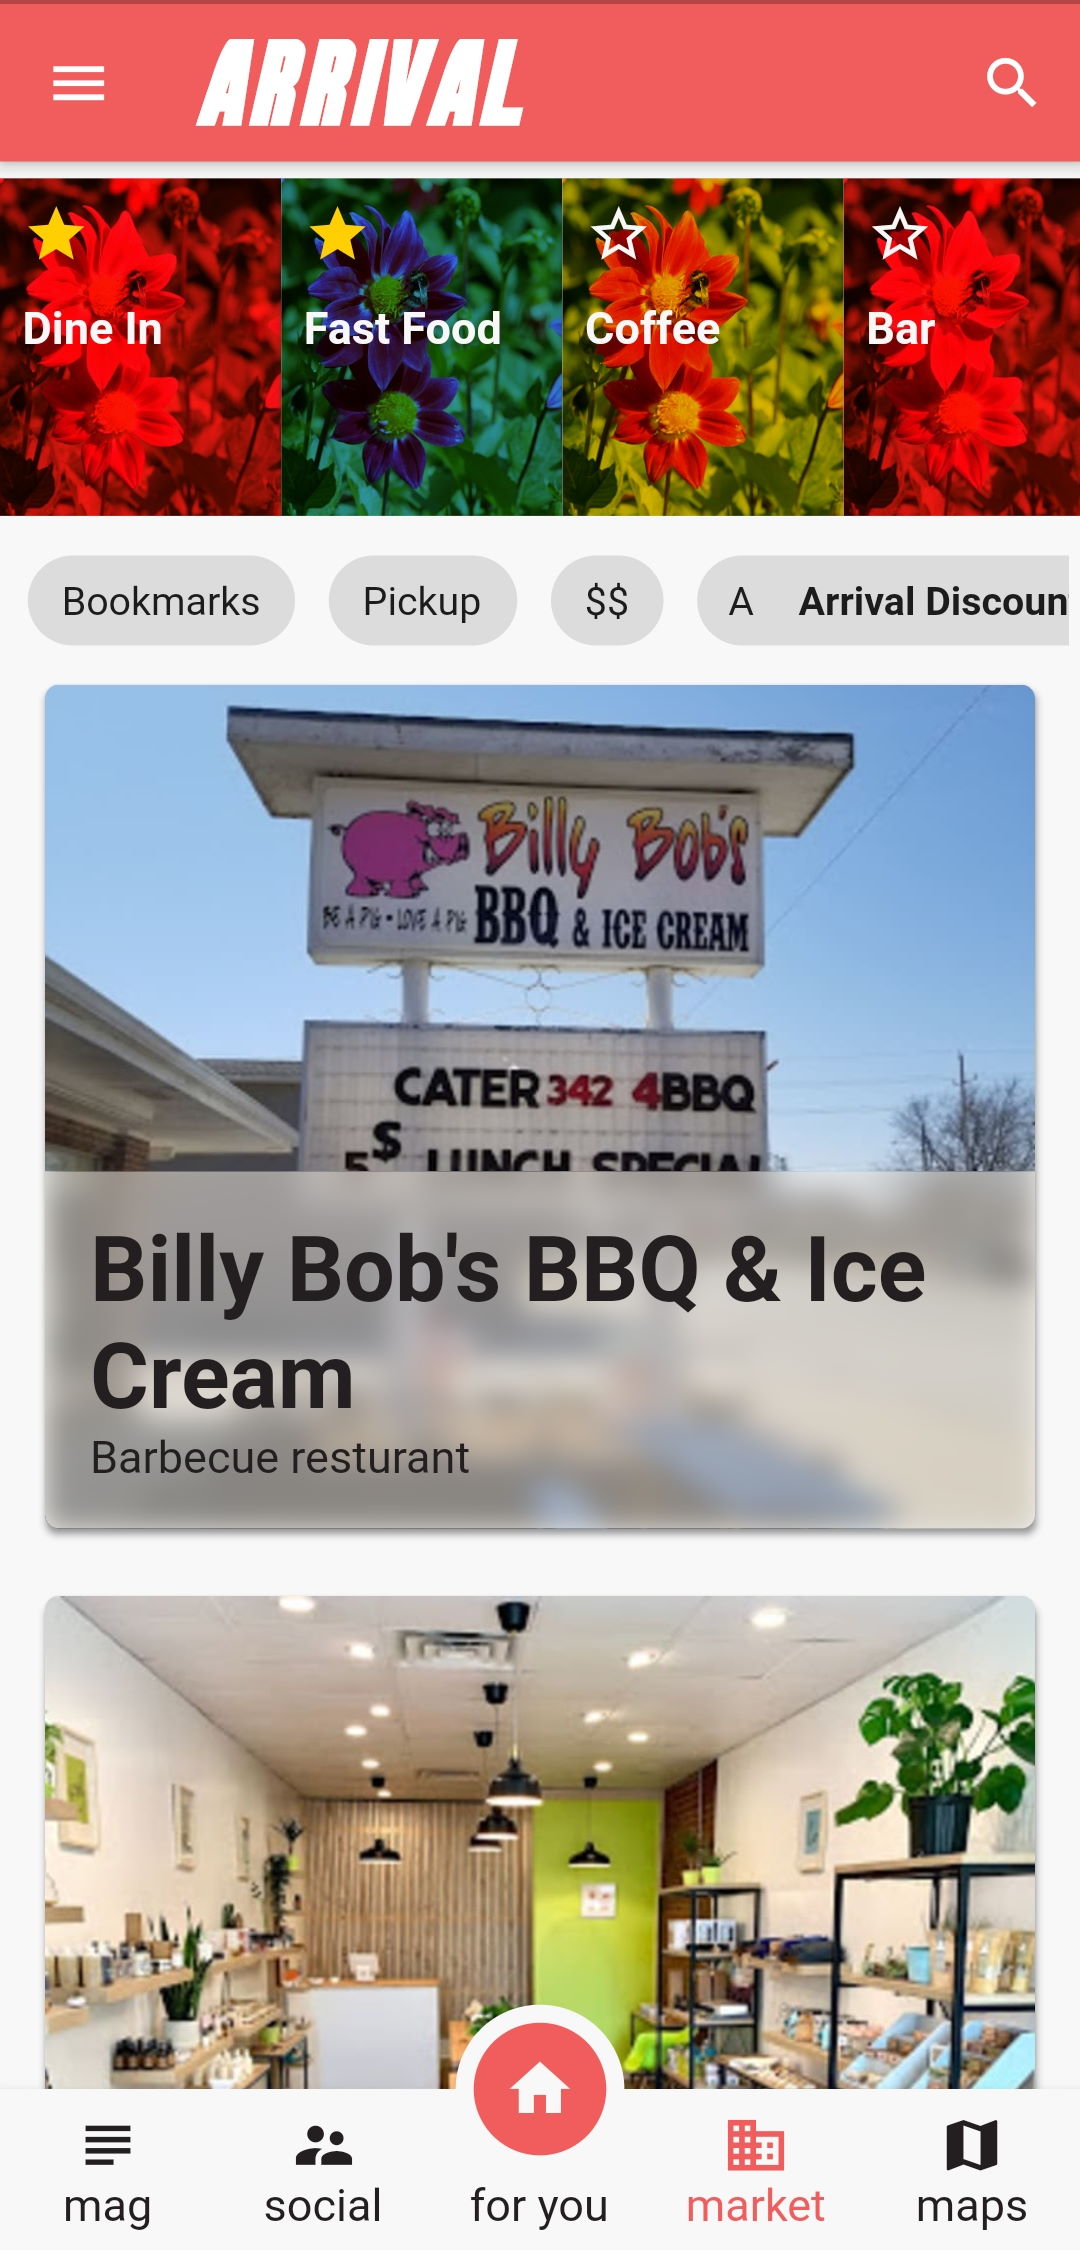 ARRIVAL
Dine In
Fast Food
Coffee
Bar
Bookmarks
Pickup
$$
A Arrival Discoun
Billy Bob's
BE A PIG • LOVE A PIG BBQ & ICE CREAM
CATER 342 4BBQ
5$ LUNCH SPECIAL
Billy Bob's BBQ & Ice
Cream
Barbecue resturant
mag
social
for you
market
maps